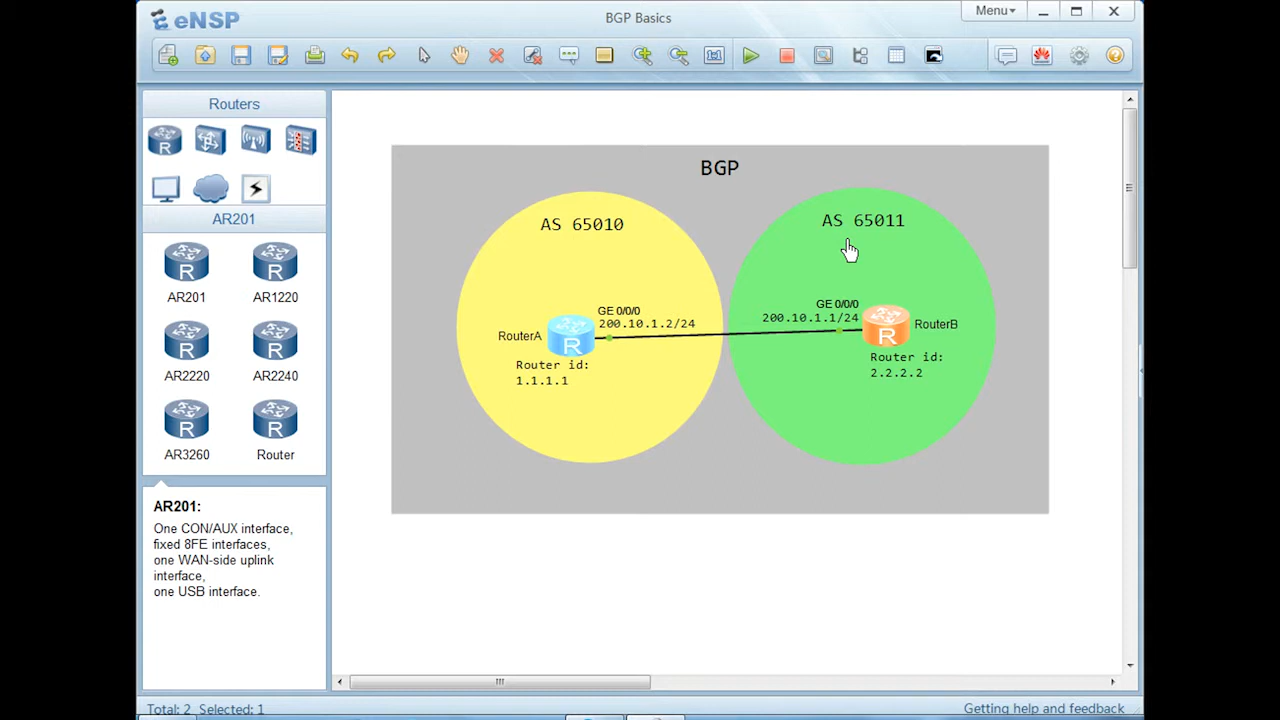 eNSP
BGP Basics
Menu
Routers
R
AR201
R
R
AR201
AR1220
R
R
AR2220
AR2240
R
R
AR3260
Router
AR201:
One CON/AUX interface,
fixed 8FE interfaces,
one WAN-side uplink
interface,
one USB interface.
BGP
AS 65010
AS 65011
GE 0/0/0
200.10.1.2/24
GE 0/0/0
200.10.1.1/24
RouterA
R
R
RouterB
Router id:
1.1.1.1
Router id:
2.2.2.2
Total: 2 Selected: 1
Getting help and feedback